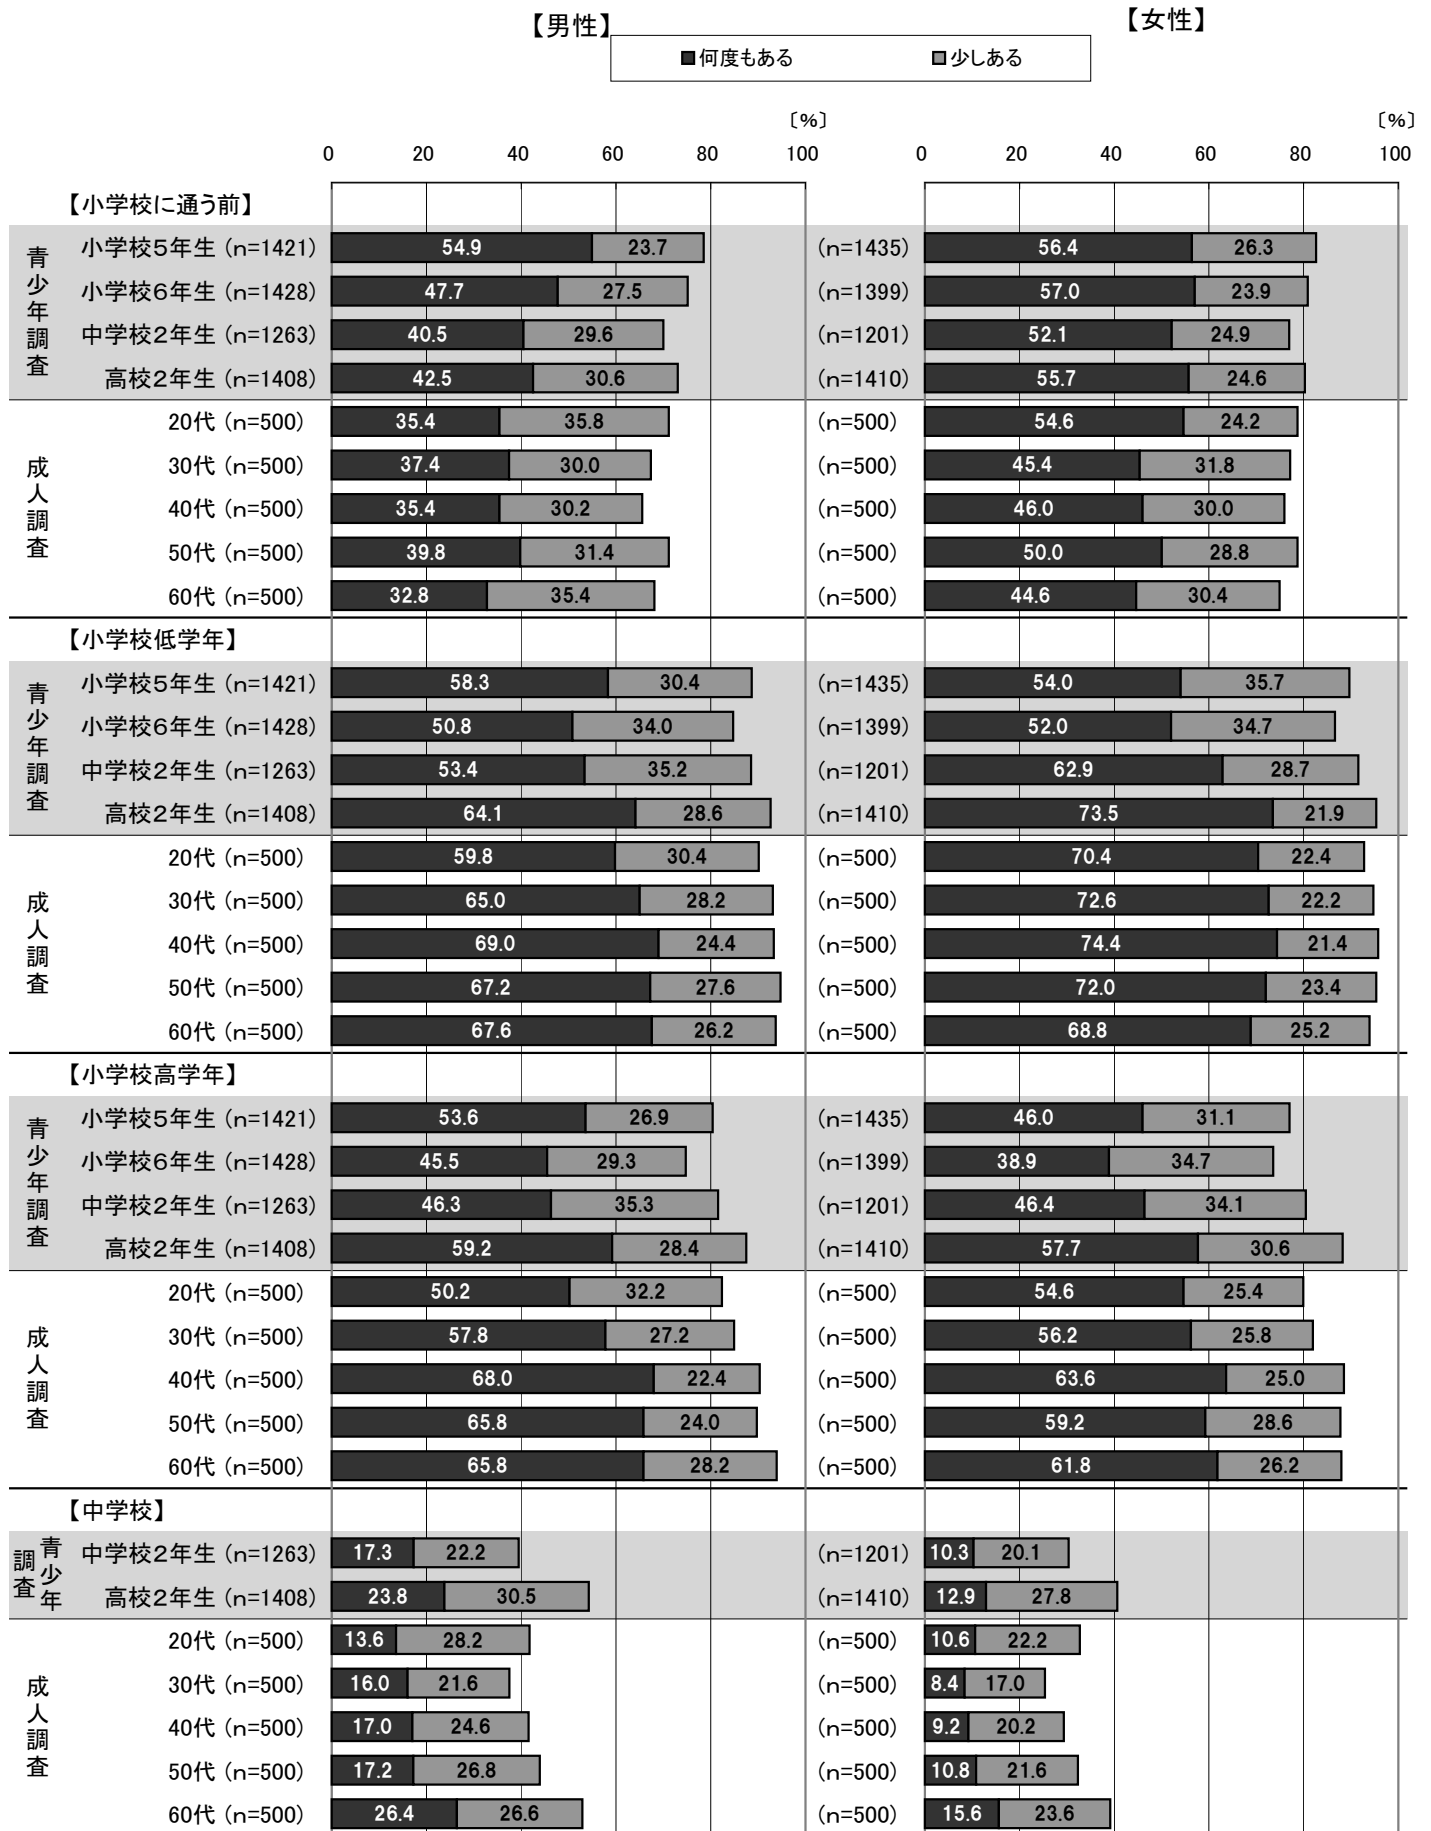 【男性】
【女性】
■何度もある ■少しある
〔%〕 〔%〕
0 20 40 60 80 100 0 20 40 60 80 100
【小学校に通う前】
青少年調査
小学校5年生 (n=1421) 54.9 23.7 (n=1435) 56.4 26.3
小学校6年生 (n=1428) 47.7 27.5 (n=1399) 57.0 23.9
中学校2年生 (n=1263) 40.5 29.6 (n=1201) 52.1 24.9
高校2年生 (n=1408) 42.5 30.6 (n=1410) 55.7 24.6
成人調査
20代 (n=500) 35.4 35.8 (n=500) 54.6 24.2
30代 (n=500) 37.4 30.0 (n=500) 45.4 31.8
40代 (n=500) 35.4 30.2 (n=500) 46.0 30.0
50代 (n=500) 39.8 31.4 (n=500) 50.0 28.8
60代 (n=500) 32.8 35.4 (n=500) 44.6 30.4
【小学校低学年】
青少年調査
小学校5年生 (n=1421) 58.3 30.4 (n=1435) 54.0 35.7
小学校6年生 (n=1428) 50.8 34.0 (n=1399) 52.0 34.7
中学校2年生 (n=1263) 53.4 35.2 (n=1201) 62.9 28.7
高校2年生 (n=1408) 64.1 28.6 (n=1410) 73.5 21.9
成人調査
20代 (n=500) 59.8 30.4 (n=500) 70.4 22.4
30代 (n=500) 65.0 28.2 (n=500) 72.6 22.2
40代 (n=500) 69.0 24.4 (n=500) 74.4 21.4
50代 (n=500) 67.2 27.6 (n=500) 72.0 23.4
60代 (n=500) 67.6 26.2 (n=500) 68.8 25.2
【小学校高学年】
青少年調査
小学校5年生 (n=1421) 53.6 26.9 (n=1435) 46.0 31.1
小学校6年生 (n=1428) 45.5 29.3 (n=1399) 38.9 34.7
中学校2年生 (n=1263) 46.3 35.3 (n=1201) 46.4 34.1
高校2年生 (n=1408) 59.2 28.4 (n=1410) 57.7 30.6
成人調査
20代 (n=500) 50.2 32.2 (n=500) 54.6 25.4
30代 (n=500) 57.8 27.2 (n=500) 56.2 25.8
40代 (n=500) 68.0 22.4 (n=500) 63.6 25.0
50代 (n=500) 65.8 24.0 (n=500) 59.2 28.6
60代 (n=500) 65.8 28.2 (n=500) 61.8 26.2
【中学校】
青少年調査
中学校2年生 (n=1263) 17.3 22.2 (n=1201) 10.3 20.1
高校2年生 (n=1408) 23.8 30.5 (n=1410) 12.9 27.8
成人調査
20代 (n=500) 13.6 28.2 (n=500) 10.6 22.2
30代 (n=500) 16.0 21.6 (n=500) 8.4 17.0
40代 (n=500) 17.0 24.6 (n=500) 9.2 20.2
50代 (n=500) 17.2 26.8 (n=500) 10.8 21.6
60代 (n=500) 26.4 26.6 (n=500) 15.6 23.6